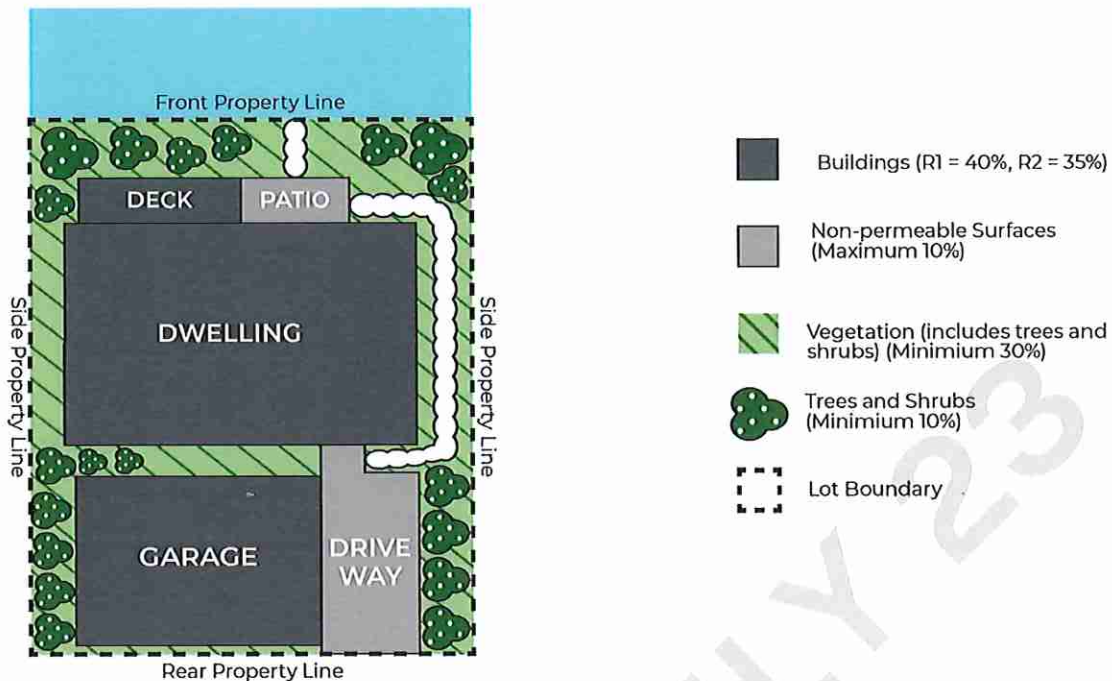 Front Property Line
DECK
PATIO
DWELLING
Side Property Line
Side Property Line
GARAGE
DRIVE
WAY
Rear Property Line
Buildings (R1 = 40%, R2 = 35%)
Non-permeable Surfaces
(Maximum 10%)
Vegetation (includes trees and
shrubs) (Minimium 30%)
Trees and Shrubs
(Minimium 10%)
Lot Boundary
23